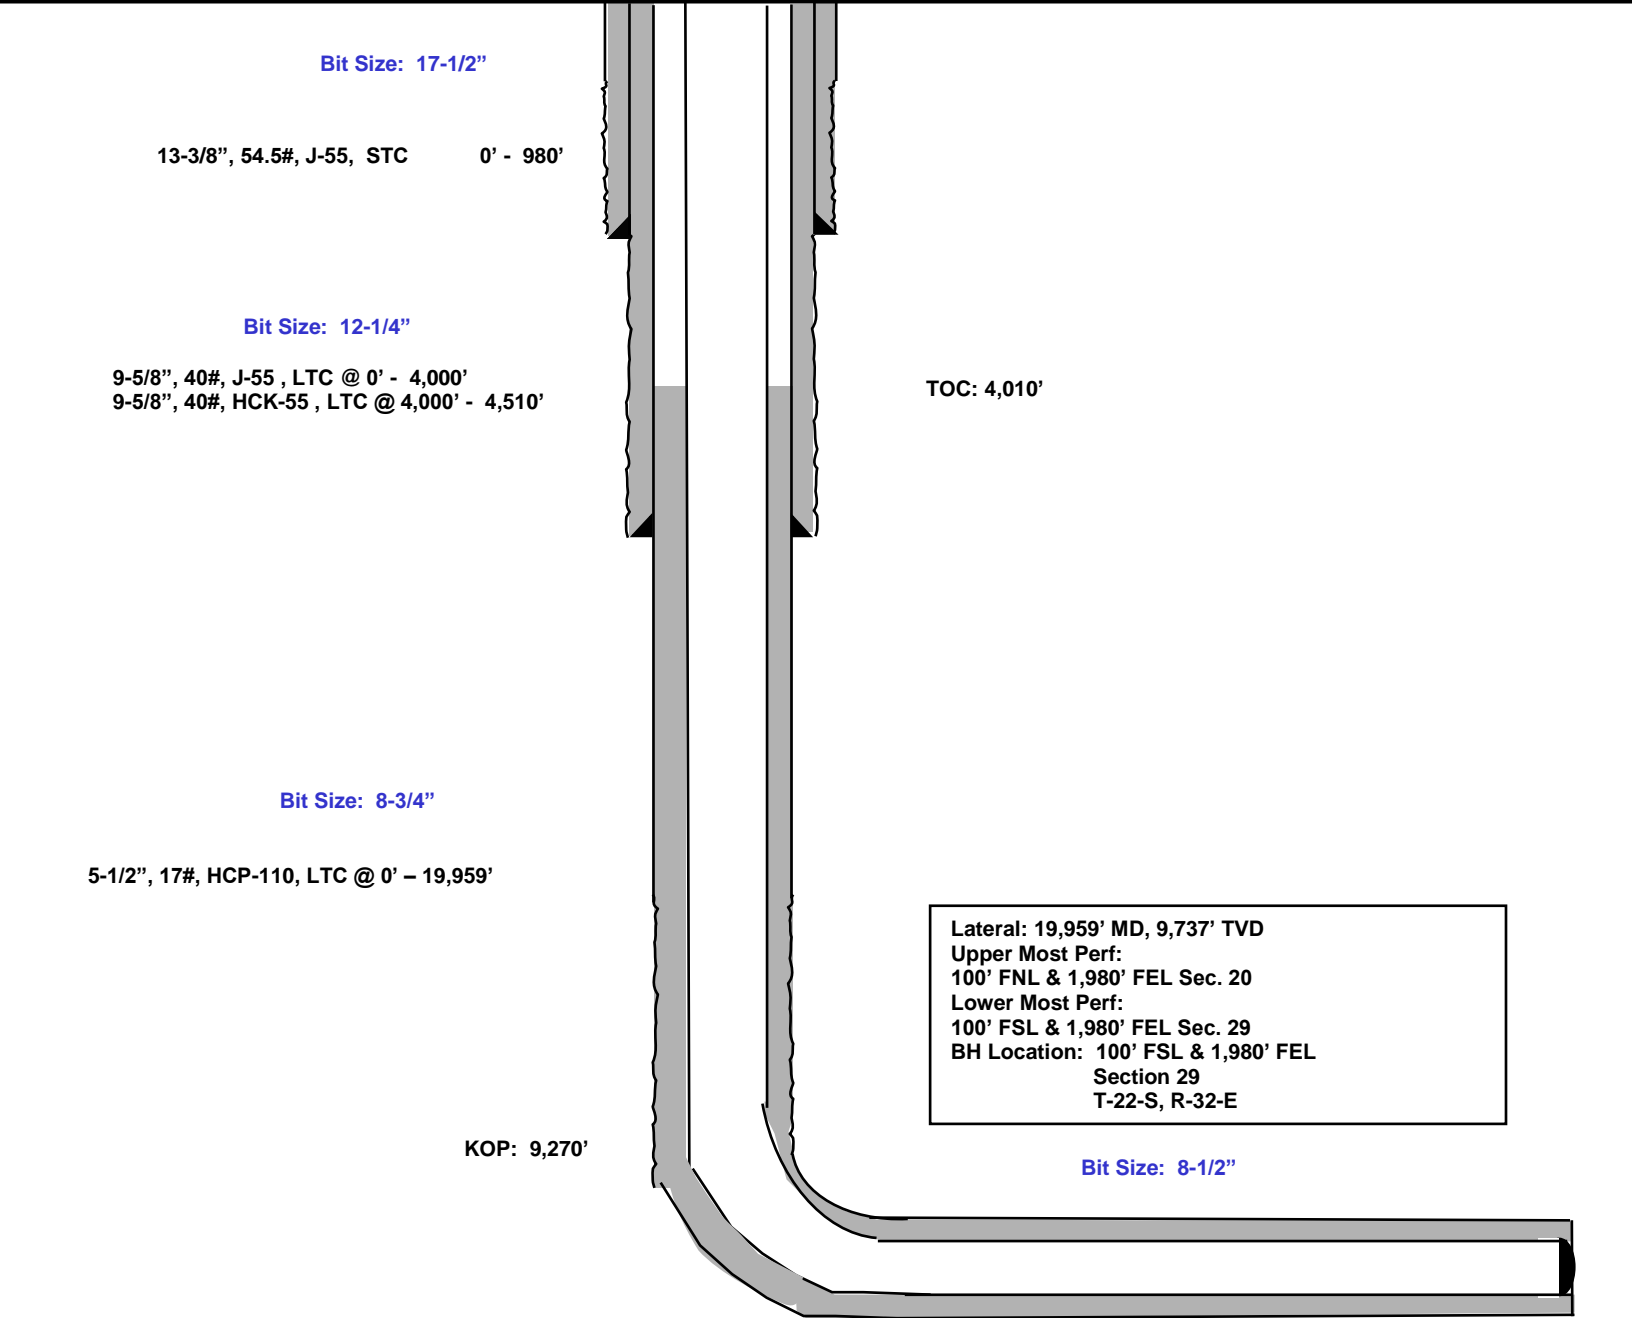 Bit Size: 17-1/2”
13-3/8”, 54.5#, J-55, STC 0’ - 980’
Bit Size: 12-1/4”
9-5/8”, 40#, J-55 , LTC @ 0’ - 4,000’
9-5/8”, 40#, HCK-55 , LTC @ 4,000’ - 4,510’
TOC: 4,010’
Bit Size: 8-3/4”
5-1/2”, 17#, HCP-110, LTC @ 0’ – 19,959’
Lateral: 19,959’ MD, 9,737’ TVD
Upper Most Perf:
100’ FNL & 1,980’ FEL Sec. 20
Lower Most Perf:
100’ FSL & 1,980’ FEL Sec. 29
BH Location: 100’ FSL & 1,980’ FEL
Section 29
T-22-S, R-32-E
KOP: 9,270’
Bit Size: 8-1/2”